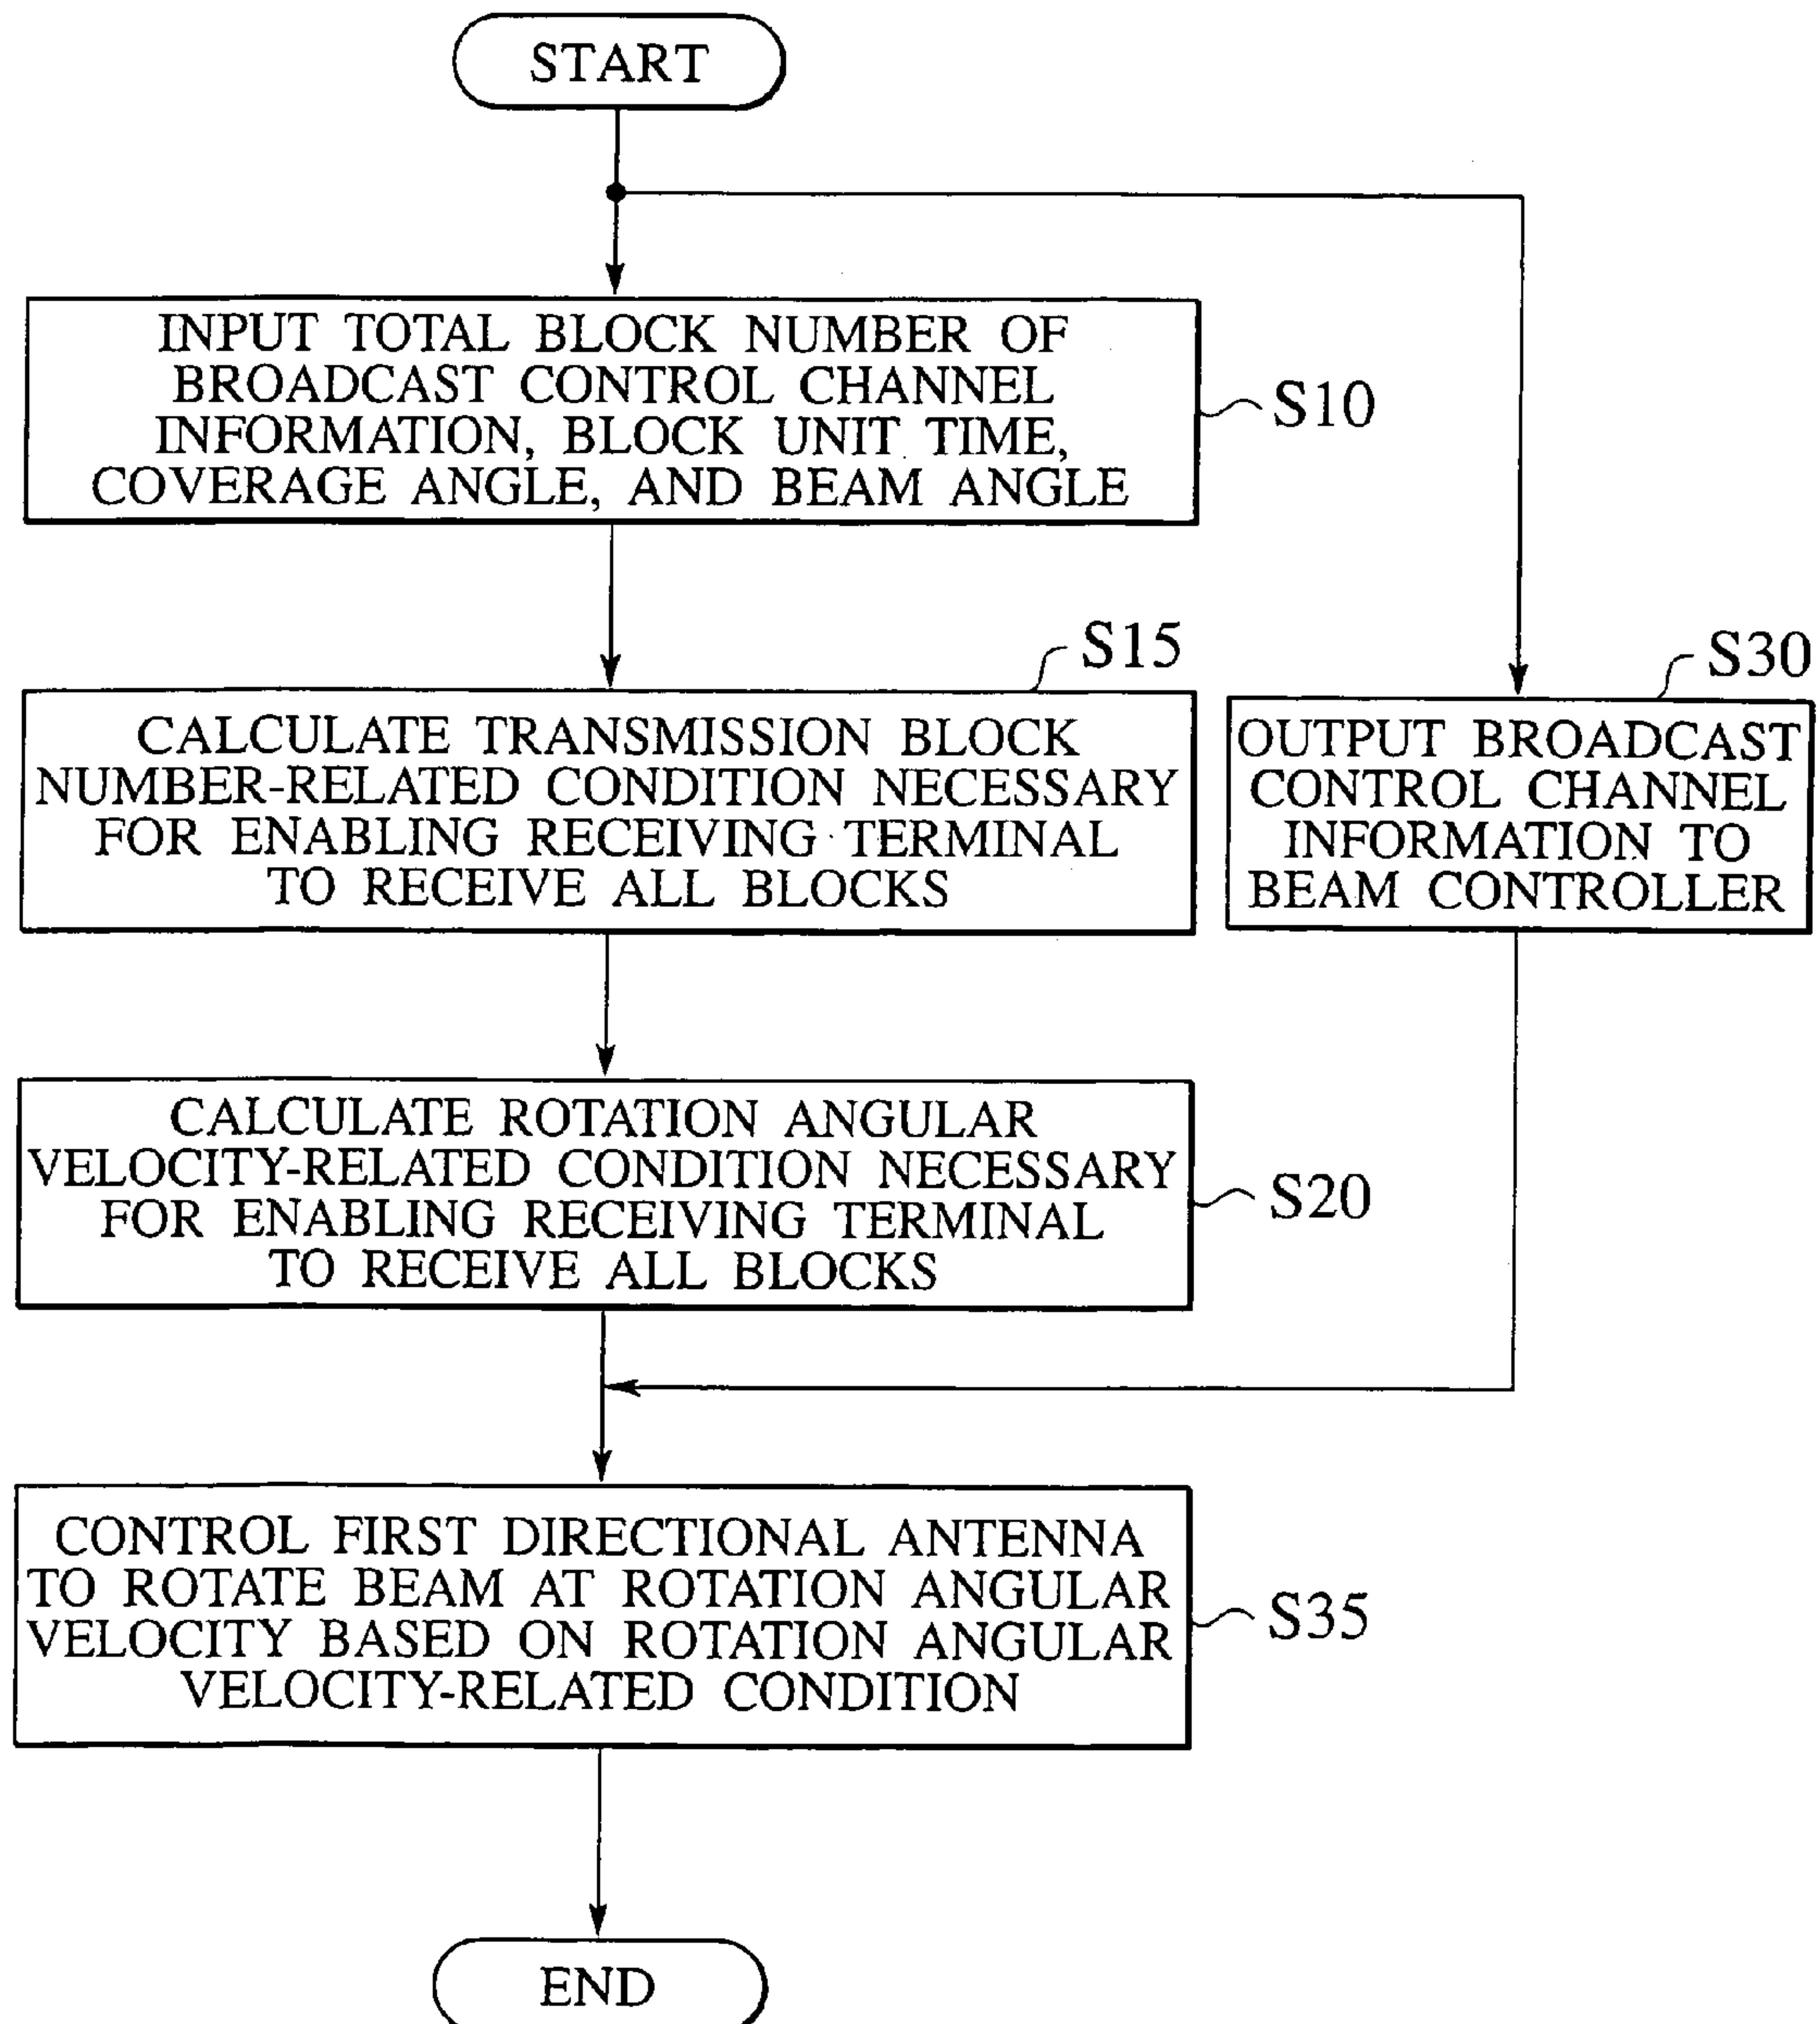 START
INPUT TOTAL BLOCK NUMBER OF
BROADCAST CONTROL CHANNEL
INFORMATION, BLOCK UNIT TIME,
COVERAGE ANGLE, AND BEAM ANGLE
S10
S15
CALCULATE TRANSMISSION BLOCK
NUMBER-RELATED CONDITION NECESSARY
FOR ENABLING RECEIVING TERMINAL
TO RECEIVE ALL BLOCKS
S30
OUTPUT BROADCAST
CONTROL CHANNEL
INFORMATION TO
BEAM CONTROLLER
CALCULATE ROTATION ANGULAR
VELOCITY-RELATED CONDITION NECESSARY
FOR ENABLING RECEIVING TERMINAL
TO RECEIVE ALL BLOCKS
S20
CONTROL FIRST DIRECTIONAL ANTENNA
TO ROTATE BEAM AT ROTATION ANGULAR
VELOCITY BASED ON ROTATION ANGULAR
VELOCITY-RELATED CONDITION
S35
END